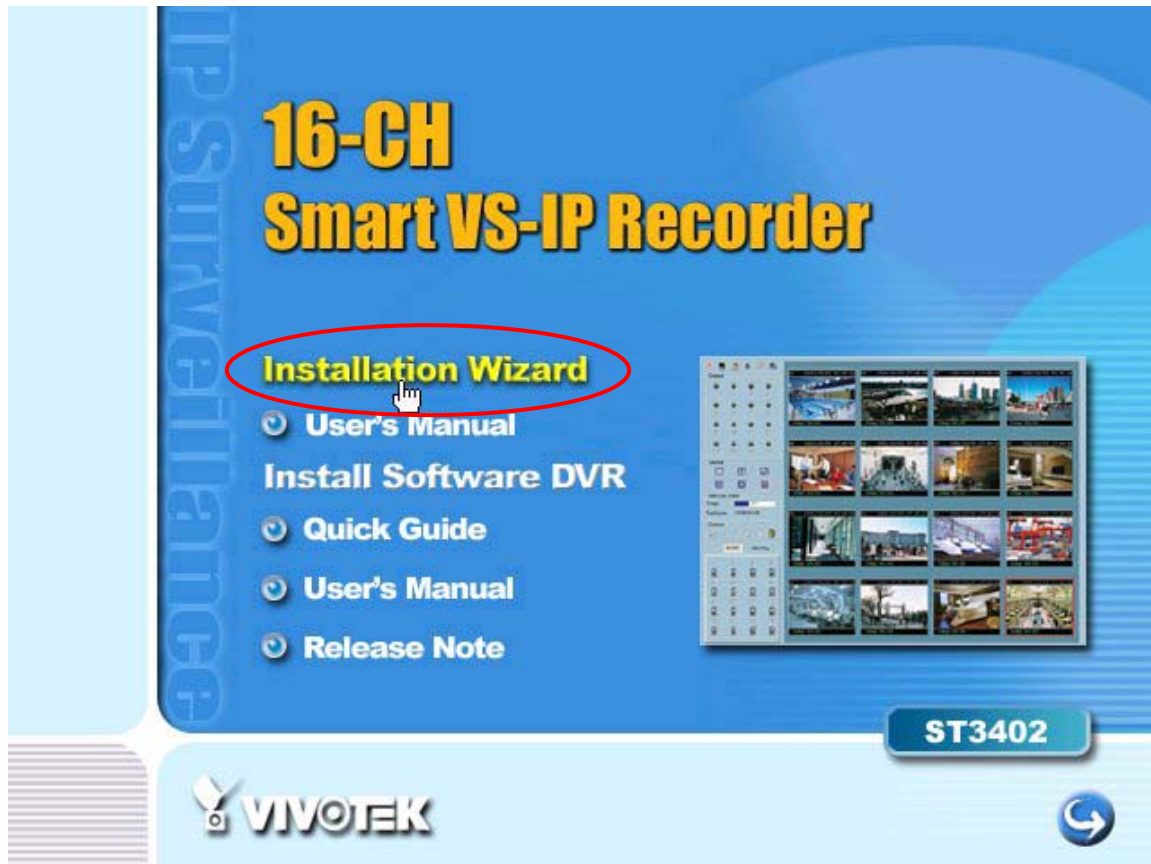 IP Surveillance
16-CH
Smart VS-IP Recorder
Installation Wizard
User's Manual
Install Software DVR
Quick Guide
User's Manual
Release Note
ST3402
VIVOTEK